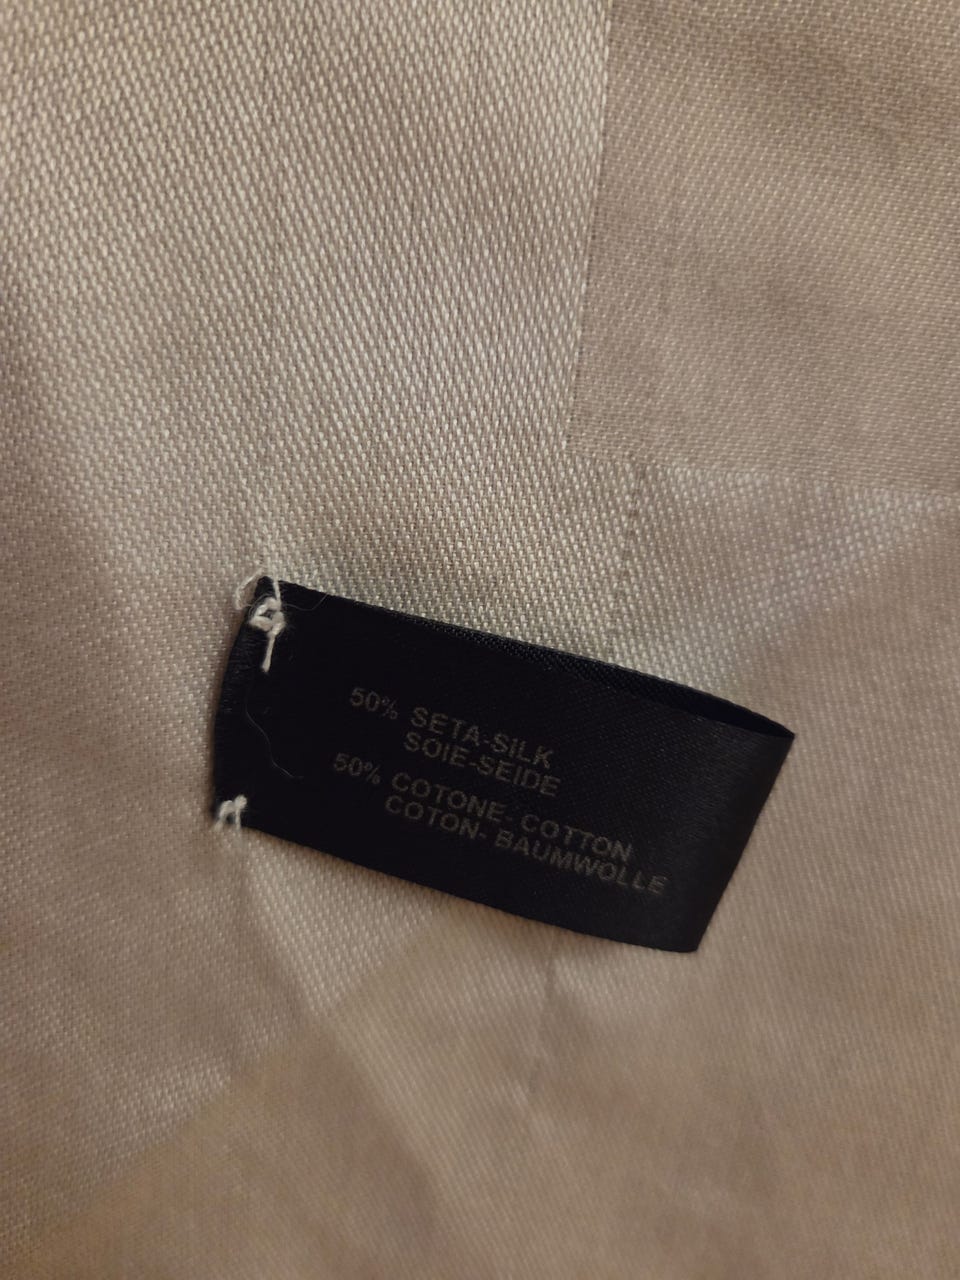 50% SETA-SILK
SOIE-SEIDE
50% COTONE- COTTON
COTON- BAUMWOLLE